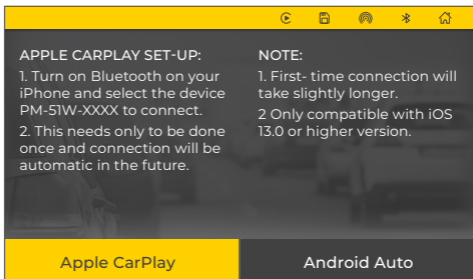 APPLE CARPLAY SET-UP:
1. Turn on Bluetooth on your
iPhone and select the device
PM-51W-XXXX to connect.
2. This needs only to be done
once and connection will be
automatic in the future.
NOTE:
1. First- time connection will
take slightly longer.
2 Only compatible with iOS
13.0 or higher version.
Apple CarPlay
Android Auto